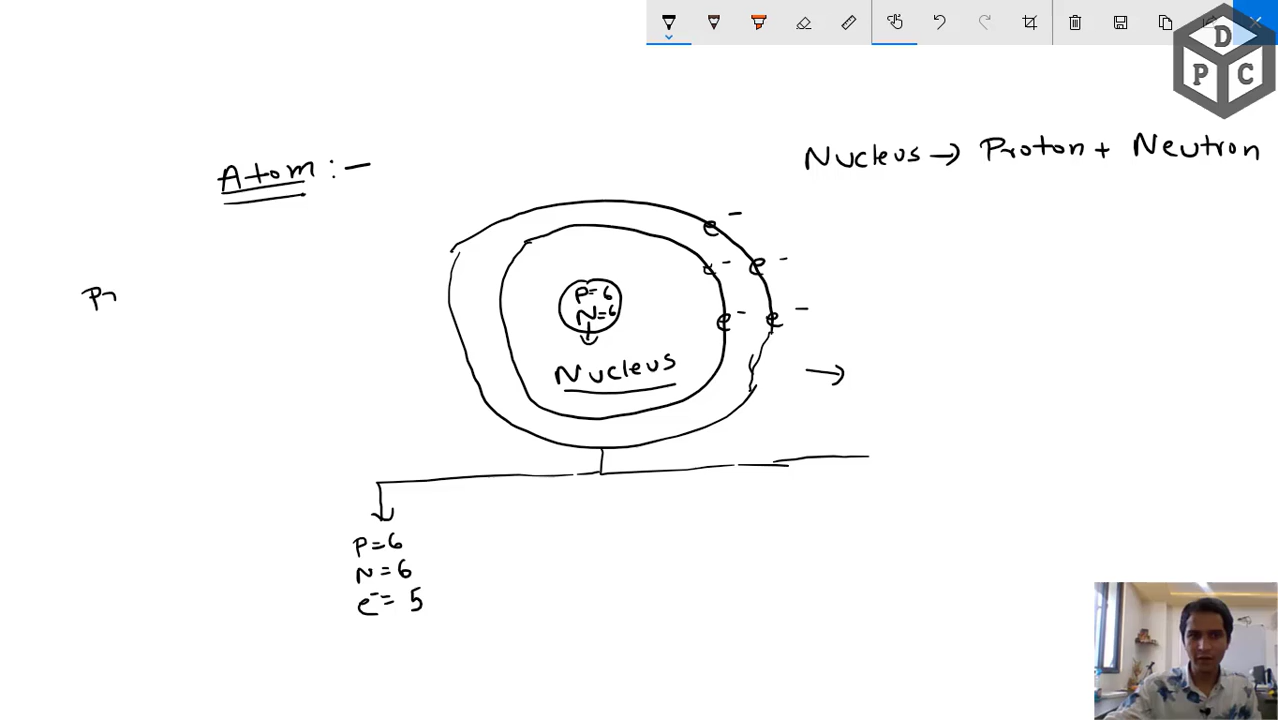 D
P C
Atom :-
Nucleus → Proton + Neutron
e⁻
e⁻ e⁻
e⁻ e⁻
P=6
N=6
Nucleus
→
P=6
N=6
e⁻= 5